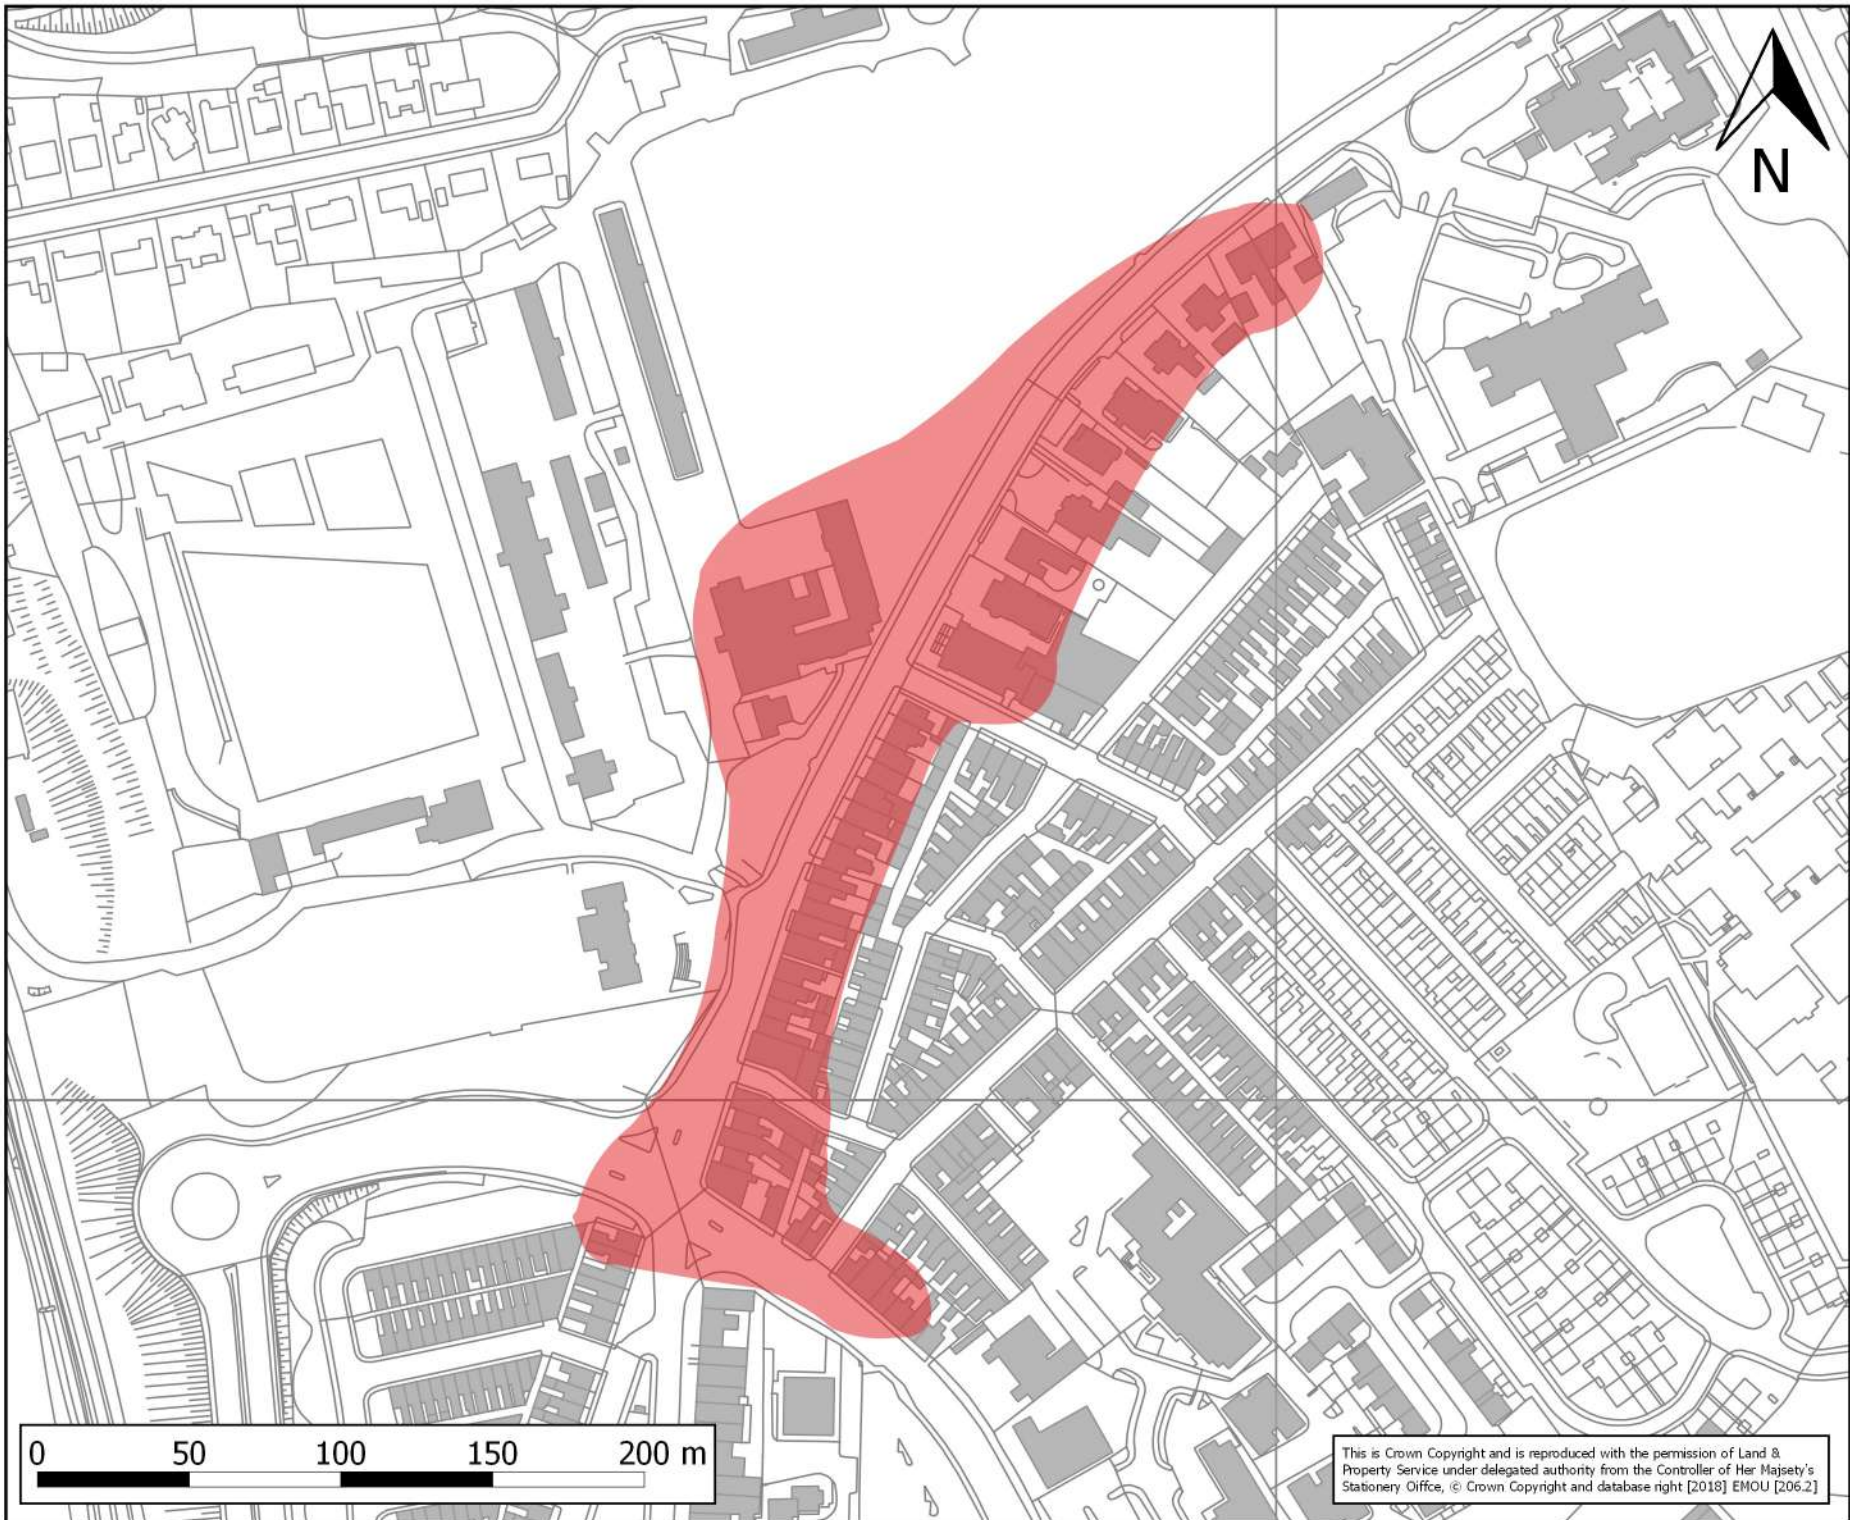 N
0 50 100 150 200 m
This is Crown Copyright and is reproduced with the permission of Land &
Property Service under delegated authority from the Controller of Her Majsety's
Stationery Oiffce, © Crown Copyright and database right [2018] EMOU [206.2]